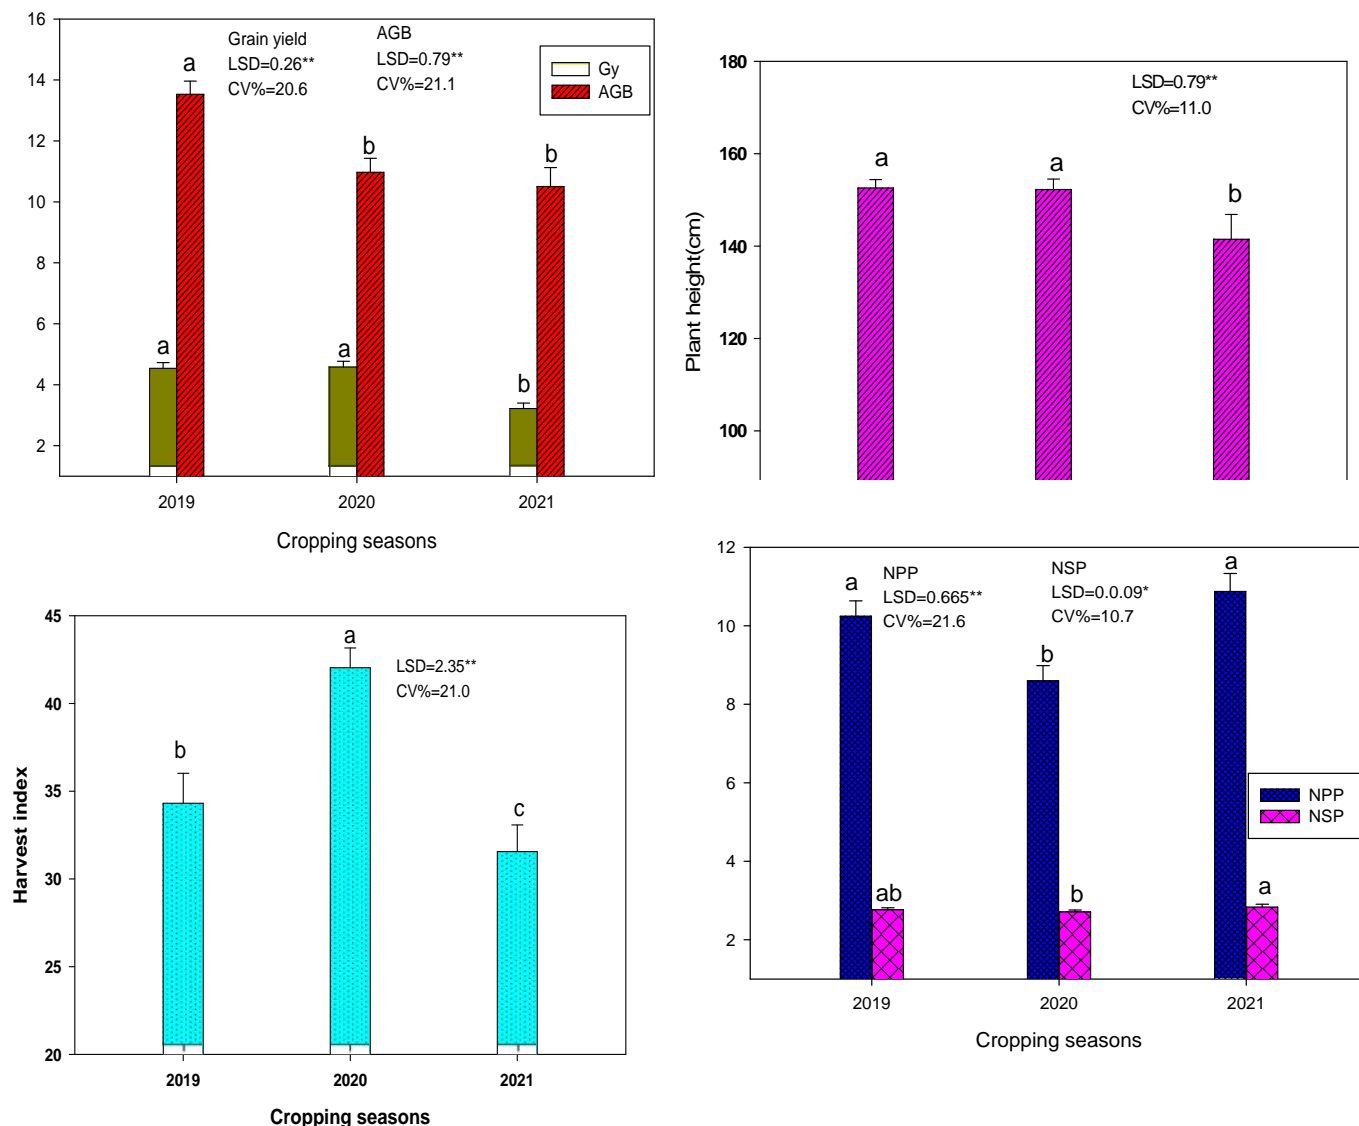 16
14
12
10
8
6
4
2
Grain yield
LSD=0.26**
CV%=20.6
AGB
LSD=0.79**
CV%=21.1
Gy
AGB
a
a
a
b
b
b
2019
2020
2021
Cropping seasons
180
160
140
120
100
Plant height(cm)
LSD=0.79**
CV%=11.0
a
a
b
45
40
35
30
25
20
Harvest index
LSD=2.35**
CV%=21.0
b
a
c
2019
2020
2021
Cropping seasons
12
10
8
6
4
2
NPP
LSD=0.665**
CV%=21.6
NSP
LSD=0.0.09*
CV%=10.7
a
ab
b
b
a
a
NPP
NSP
2019
2020
2021
Cropping seasons